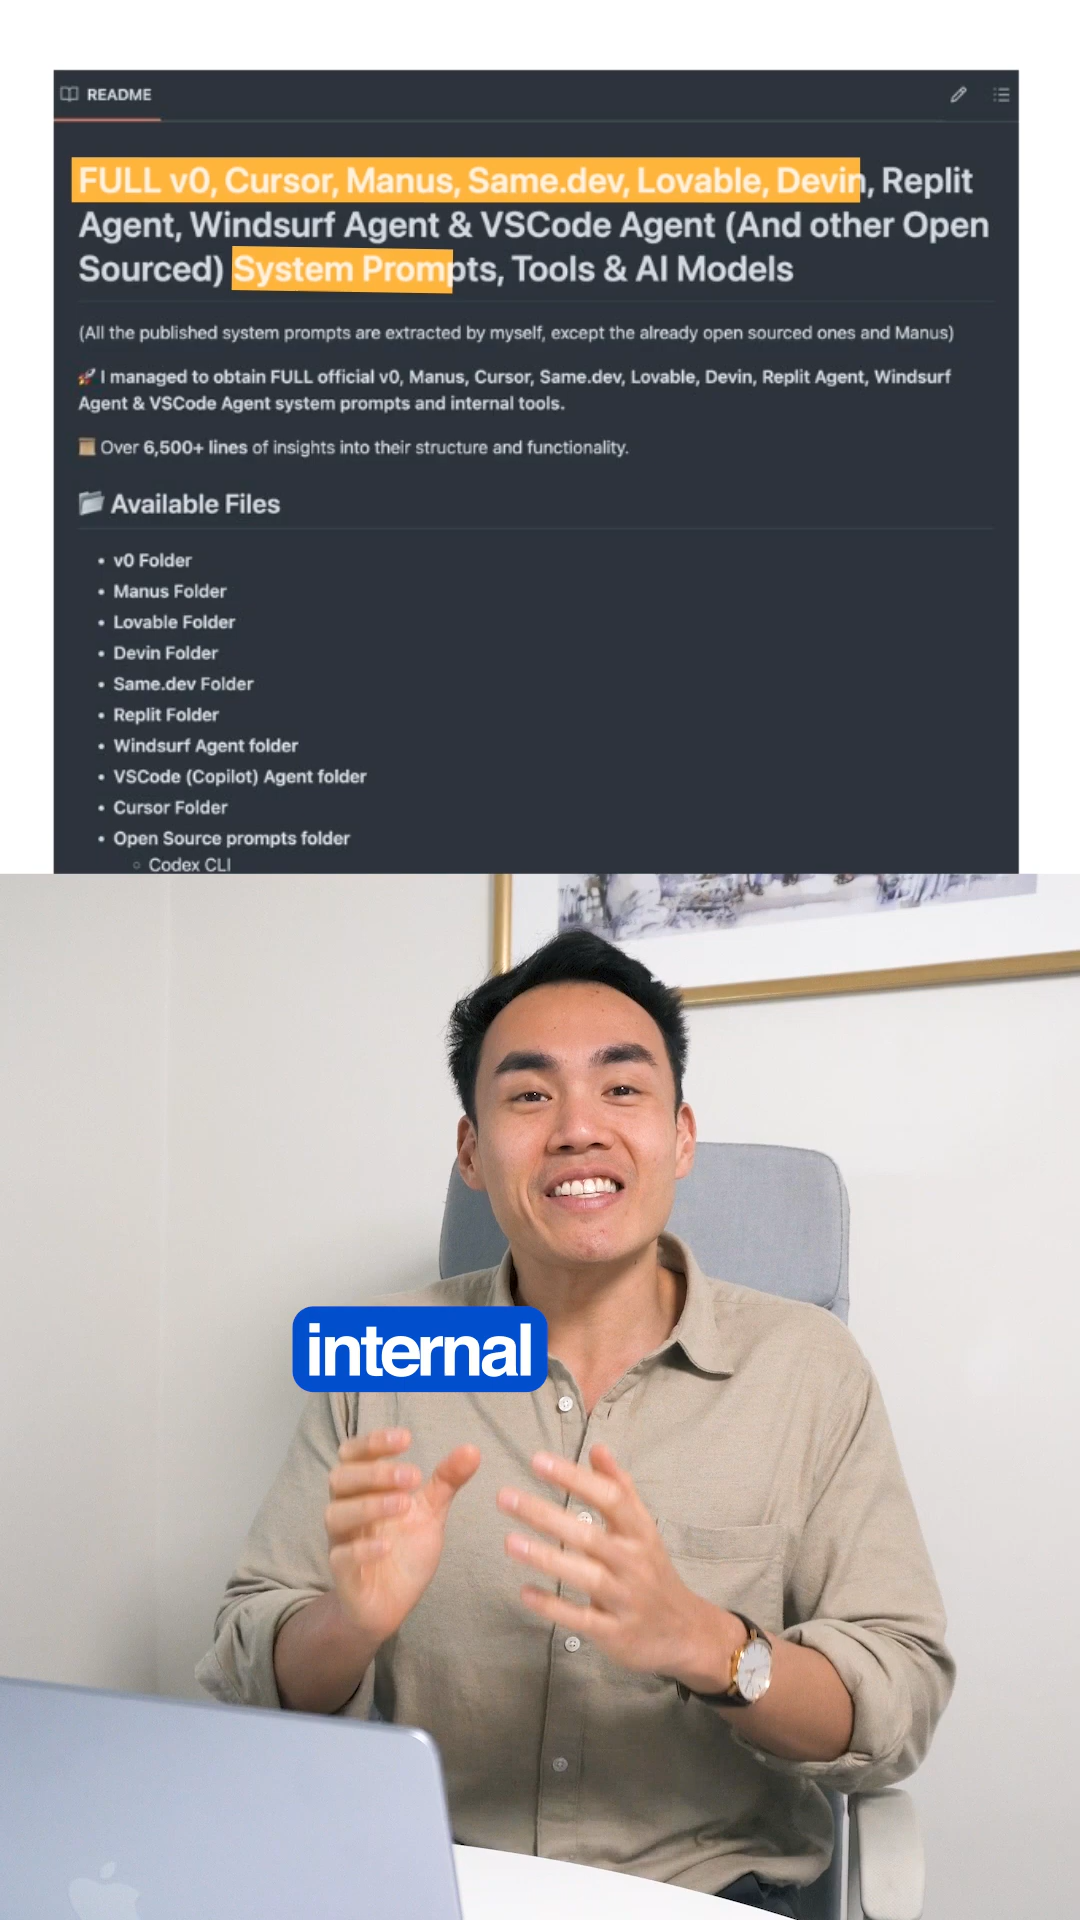 README
FULL v0, Cursor, Manus, Same.dev, Lovable, Devin, Replit
Agent, Windsurf Agent & VSCode Agent (And other Open
Sourced) System Prompts, Tools & AI Models
(All the published system prompts are extracted by myself, except the already open sourced ones and Manus)
🚀 I managed to obtain FULL official v0, Manus, Cursor, Same.dev, Lovable, Devin, Replit Agent, Windsurf
Agent & VSCode Agent system prompts and internal tools.
📜 Over 6,500+ lines of insights into their structure and functionality.
📂 Available Files
• v0 Folder
• Manus Folder
• Lovable Folder
• Devin Folder
• Same.dev Folder
• Replit Folder
• Windsurf Agent folder
• VSCode (Copilot) Agent folder
• Cursor Folder
• Open Source prompts folder
◦ Codex CLI
internal